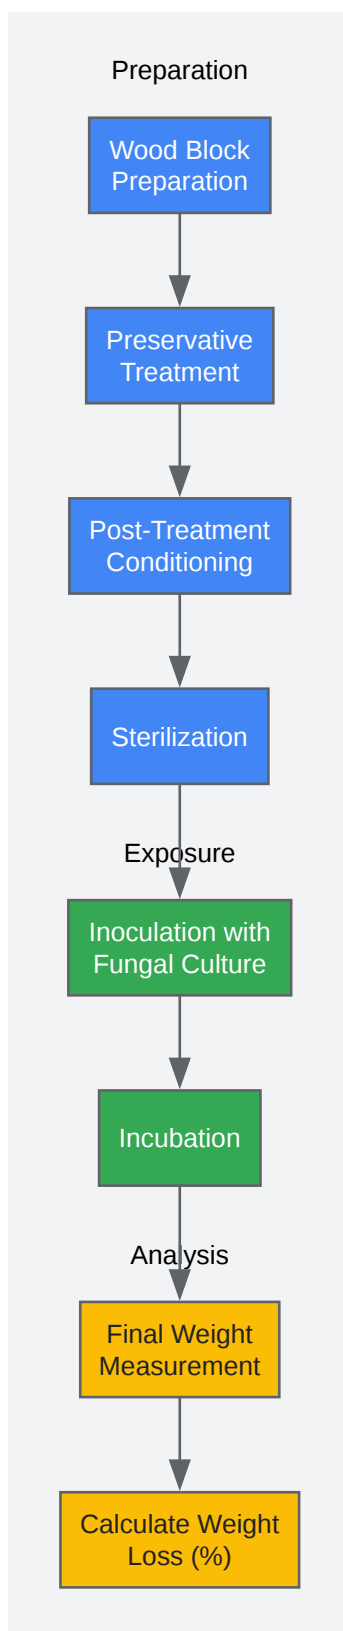 Preparation
Wood Block
Preparation
Preservative
Treatment
Post-Treatment
Conditioning
Sterilization
Exposure
Inoculation with
Fungal Culture
Incubation
Analysis
Final Weight
Measurement
Calculate Weight
Loss (%)